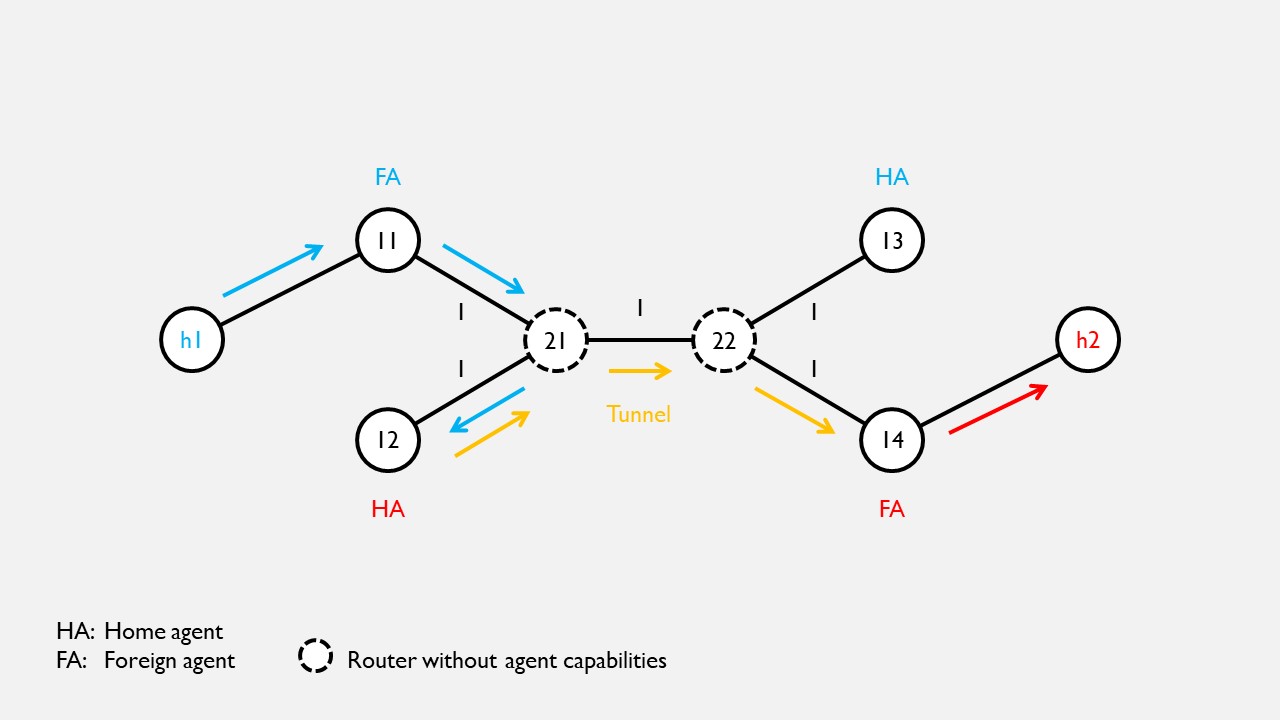 FA
HA
11
13
h1
1
1
1
21
22
h2
1
1
Tunnel
12
14
HA
FA
HA: Home agent
FA: Foreign agent
Router without agent capabilities